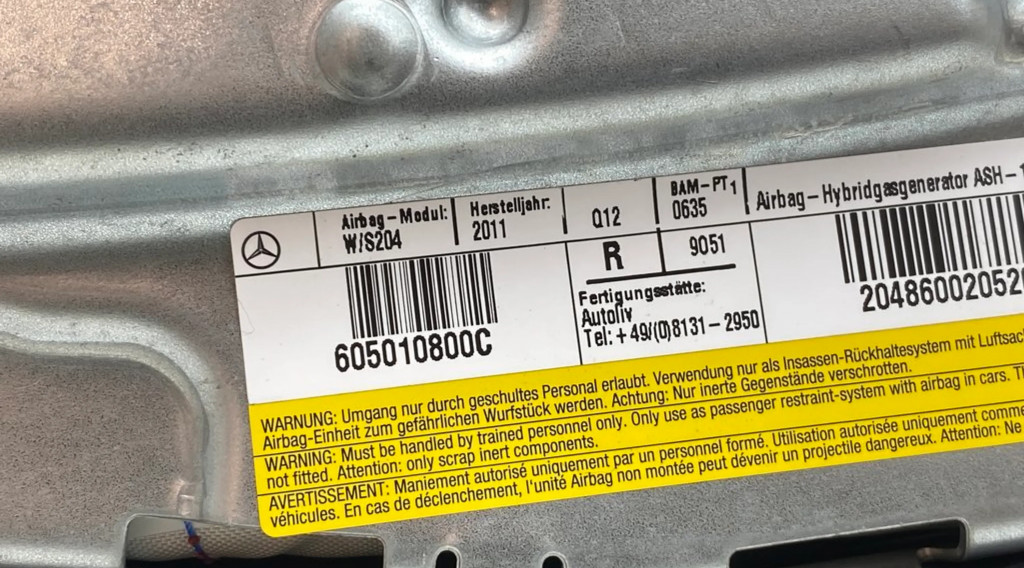 Airbag-Modul:
W/S204
Herstelljahr:
2011
Q12
BAM-PT1
0635
Airbag-Hybridgasgenerator ASH-1
R
9051
Fertigungsstätte:
Autoliv
Tel: +49/(0)8131-2950
605010800C
20486002052
WARNUNG: Umgang nur durch geschultes Personal erlaubt. Verwendung nur als Insassen-Rückhaltesystem mit Luftsac
Airbag-Einheit zum gefährlichen Wurfstück werden. Achtung: Nur inerte Gegenstände verschrotten.
WARNING: Must be handled by trained personnel only. Only use as passenger restraint-system with airbag in cars. Th
not fitted. Attention: only scrap inert components.
AVERTISSEMENT: Maniement autorisé uniquement par un personnel formé. Utilisation autorisée uniquement comme
véhicules. En cas de déclenchement, l'unité Airbag non montée peut dévenir un projectile dangereux. Attention: Ne